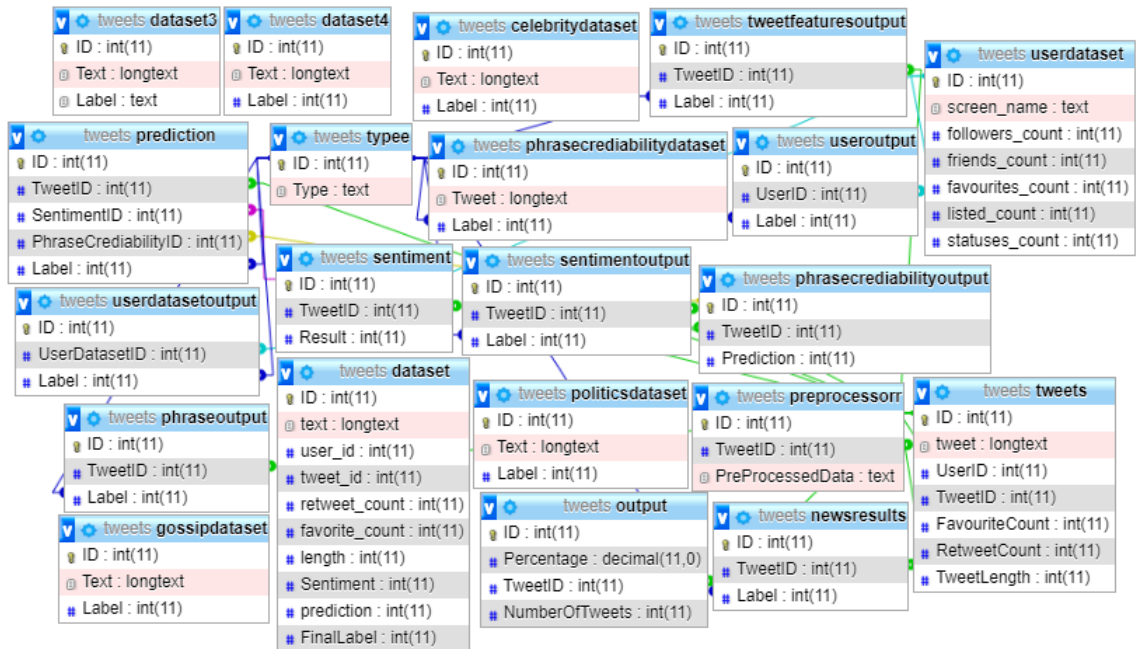 tweets dataset3
ID : int(11)
Text : longtext
Label : text
tweets dataset4
ID : int(11)
Text : longtext
Label : int(11)
tweets celebritydataset
ID : int(11)
Text : longtext
Label : int(11)
tweets tweetfeaturesoutput
ID : int(11)
TweetID : int(11)
Label : int(11)
tweets userdataset
ID : int(11)
screen_name : text
followers_count : int(11)
friends_count : int(11)
favourites_count : int(11)
listed_count : int(11)
statuses_count : int(11)
tweets prediction
ID : int(11)
TweetID : int(11)
SentimentID : int(11)
PhraseCrediabilityID : int(11)
Label : int(11)
tweets typee
ID : int(11)
Type : text
tweets phrasecrediabilitydataset
ID : int(11)
Tweet : longtext
Label : int(11)
tweets useroutput
ID : int(11)
UserID : int(11)
Label : int(11)
tweets sentiment
ID : int(11)
TweetID : int(11)
Result : int(11)
tweets sentimentoutput
ID : int(11)
TweetID : int(11)
Label : int(11)
tweets phrasecrediabilityoutput
ID : int(11)
TweetID : int(11)
Prediction : int(11)
tweets userdatasetoutput
ID : int(11)
UserDatasetID : int(11)
Label : int(11)
tweets dataset
ID : int(11)
text : longtext
user_id : int(11)
tweet_id : int(11)
retweet_count : int(11)
favorite_count : int(11)
length : int(11)
Sentiment : int(11)
prediction : int(11)
FinalLabel : int(11)
tweets politicsdataset
ID : int(11)
Text : longtext
Label : int(11)
tweets preprocessorr
ID : int(11)
TweetID : int(11)
PreProcessedData : text
tweets tweets
ID : int(11)
tweet : longtext
UserID : int(11)
TweetID : int(11)
FavouriteCount : int(11)
RetweetCount : int(11)
TweetLength : int(11)
tweets phraseoutput
ID : int(11)
TweetID : int(11)
Label : int(11)
tweets output
ID : int(11)
Percentage : decimal(11,0)
TweetID : int(11)
NumberOfTweets : int(11)
tweets newsresults
ID : int(11)
TweetID : int(11)
Label : int(11)
tweets gossipdataset
ID : int(11)
Text : longtext
Label : int(11)